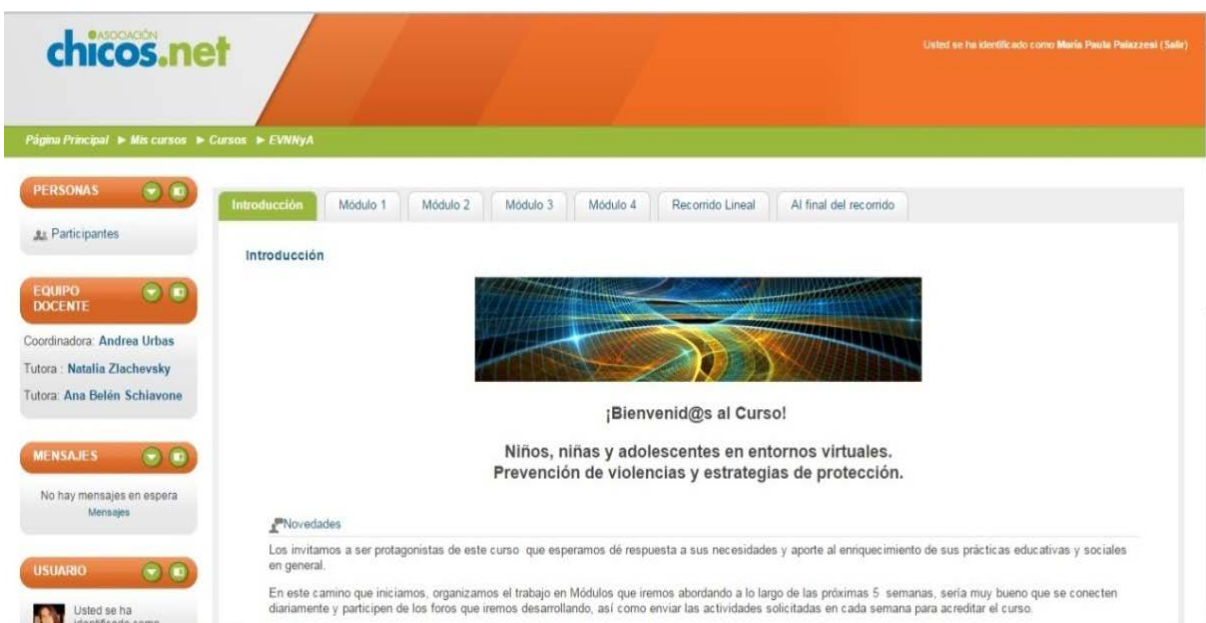 ASOCIACIÓN
chicos.net
Usted se ha identificado como María Paula Palazzesi (Salir)
Página Principal ► Mis cursos ► Cursos ► EVNNyA
PERSONAS
Participantes
EQUIPO
DOCENTE
Coordinadora: Andrea Urbas
Tutora : Natalia Zlachevsky
Tutora: Ana Belén Schiavone
MENSAJES
No hay mensajes en espera
Mensajes
USUARIO
Usted se ha
identificado como
Introducción
Módulo 1
Módulo 2
Módulo 3
Módulo 4
Recorrido Lineal
Al final del recorrido
Introducción
¡Bienvenid@s al Curso!
Niños, niñas y adolescentes en entornos virtuales.
Prevención de violencias y estrategias de protección.
Novedades
Los invitamos a ser protagonistas de este curso que esperamos dé respuesta a sus necesidades y aporte al enriquecimiento de sus prácticas educativas y sociales
en general.
En este camino que iniciamos, organizamos el trabajo en Módulos que iremos abordando a lo largo de las próximas 5 semanas, sería muy bueno que se conecten
diariamente y participen de los foros que iremos desarrollando, así como enviar las actividades solicitadas en cada semana para acreditar el curso.